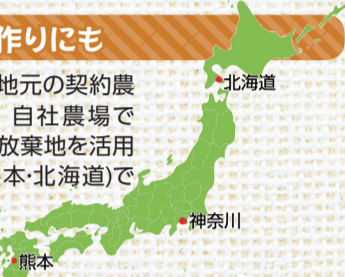 作りにも
地元の契約農
自社農場で
放棄地を活用
本・北海道)で
北海道
神奈川
熊本